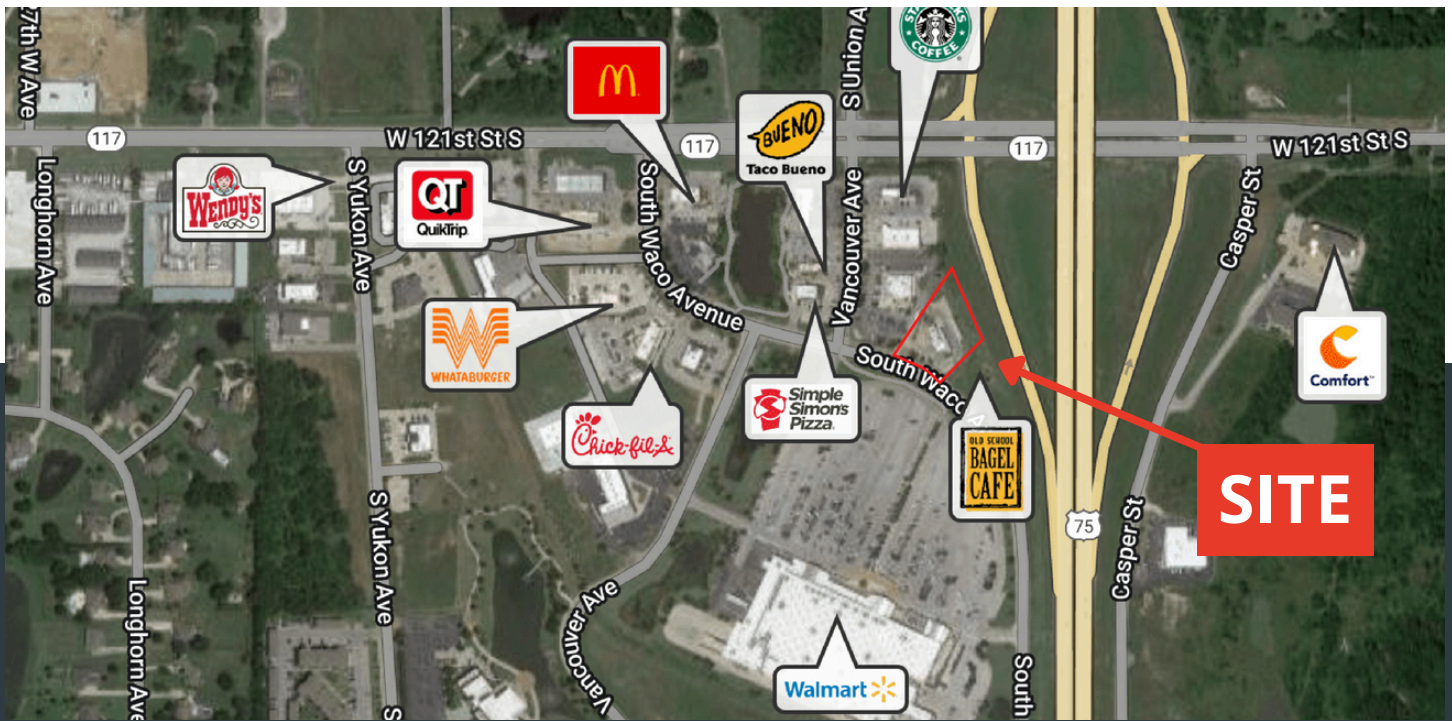 7th W Ave
S Union A
STARBUCKS
COFFEE
117
W 121st St S
117
117
W 121st St S
BUENO
Taco Bueno
WENDY'S
QT
QuikTrip
Longhorn Ave
S Yukon Ave
South Waco Avenue
Vancouver Ave
Casper St
WHATABURGER
Chick-fil-A
Simple
Simon's
Pizza
South Waco A
OLD SCHOOL
BAGEL
CAFE
Comfort
SITE
75
S Yukon Ave
Casper St
Longhorn Ave
Vancouver Ave
Vancouv
Walmart
South
S